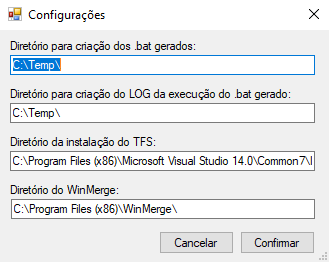 Configurações
Diretório para criação dos .bat gerados:
C:\Temp\
Diretório para criação do LOG da execução do .bat gerado:
C:\Temp\
Diretório da instalação do TFS:
C:\Program Files (x86)\Microsoft Visual Studio 14.0\Common7\I
Diretório do WinMerge:
C:\Program Files (x86)\WinMerge\
Cancelar
Confirmar